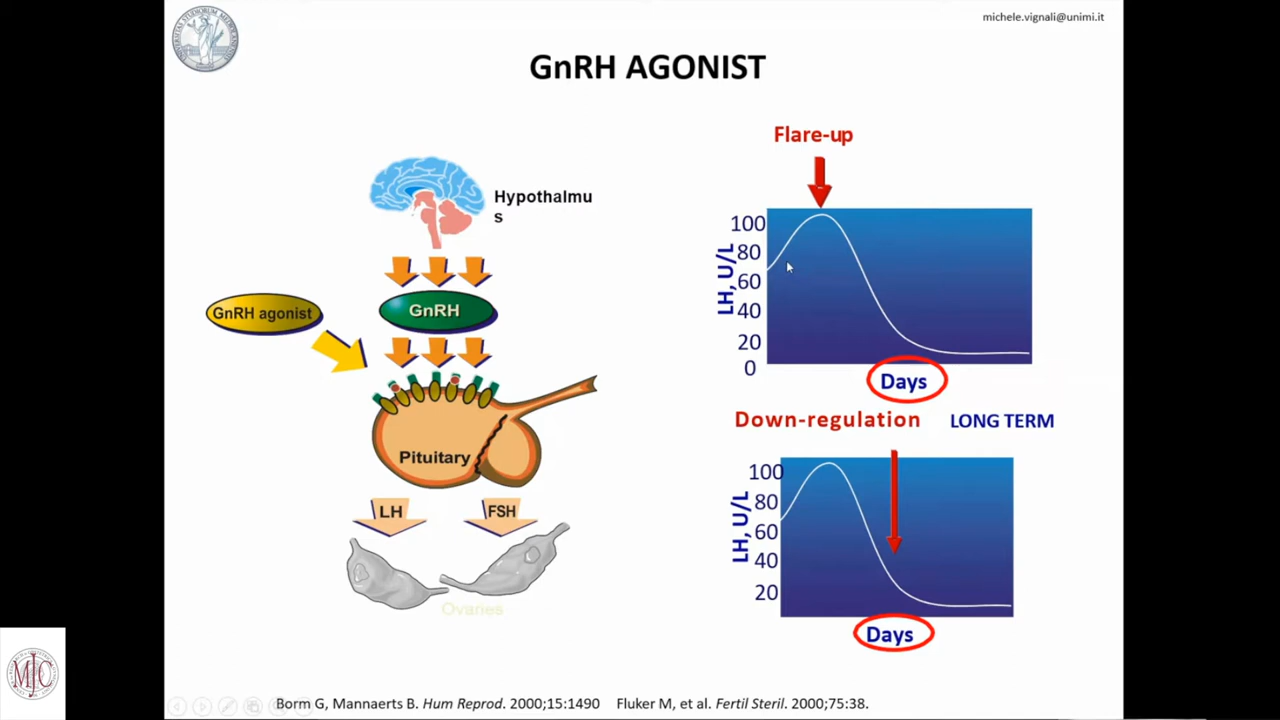 michele.vignali@unimi.it
GnRH AGONIST
Flare-up
Hypothalmu
s
100
80
60
40
20
0
LH, U/L
GnRH agonist
GnRH
Days
Down-regulation LONG TERM
Pituitary
100
80
60
40
20
LH, U/L
LH
FSH
Ovaries
Days
MJC
Borm G, Mannaerts B. Hum Reprod. 2000;15:1490 Fluker M, et al. Fertil Steril. 2000;75:38.